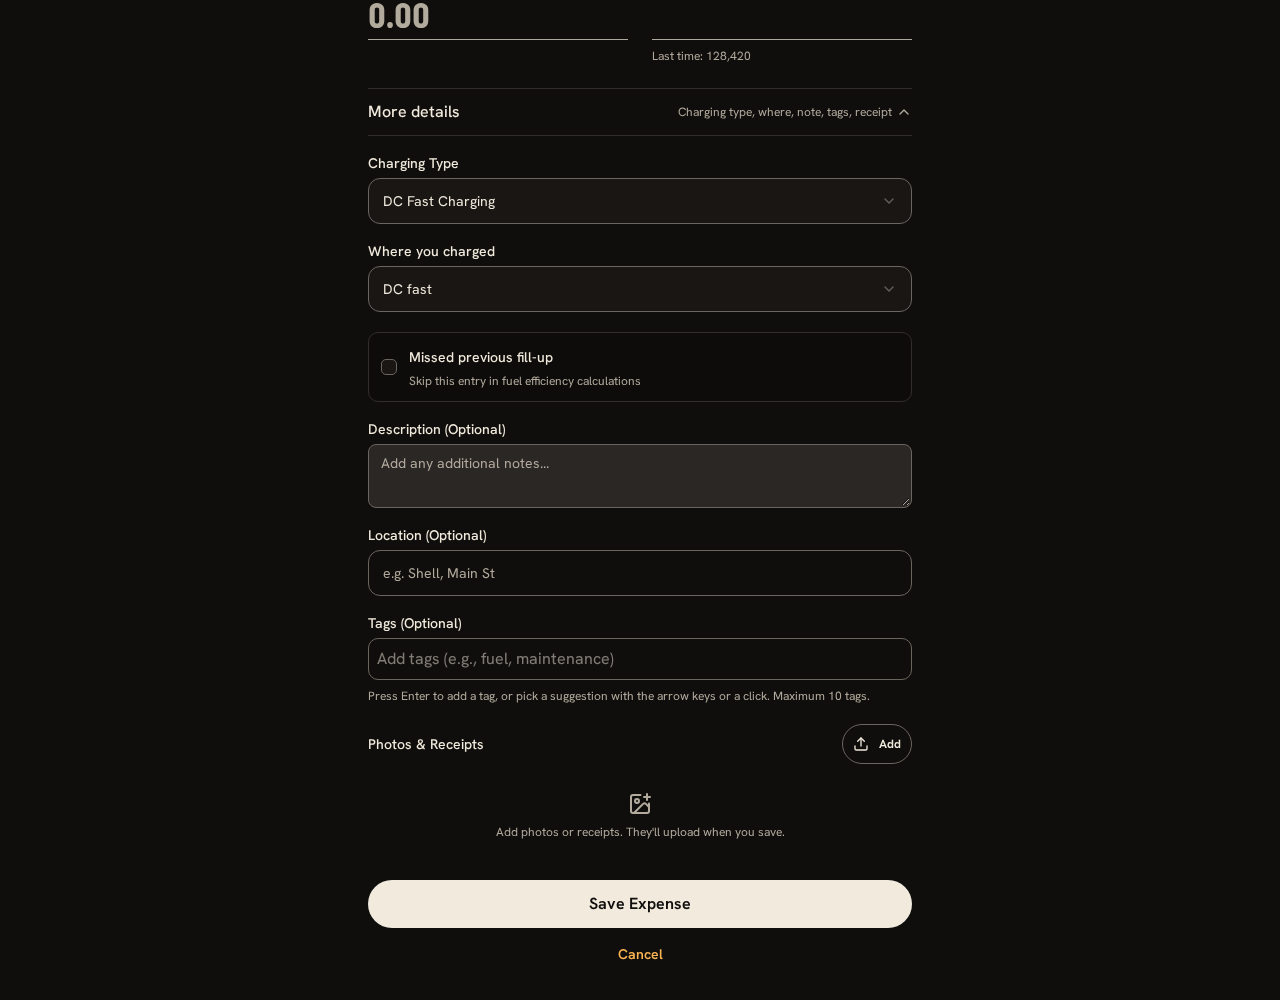 0.00
Last time: 128,420
More details
Charging type, where, note, tags, receipt
Charging Type
DC Fast Charging
Where you charged
DC fast
Missed previous fill-up
Skip this entry in fuel efficiency calculations
Description (Optional)
Add any additional notes...
Location (Optional)
e.g. Shell, Main St
Tags (Optional)
Add tags (e.g., fuel, maintenance)
Press Enter to add a tag, or pick a suggestion with the arrow keys or a click. Maximum 10 tags.
Photos & Receipts
Add
Add photos or receipts. They'll upload when you save.
Save Expense
Cancel